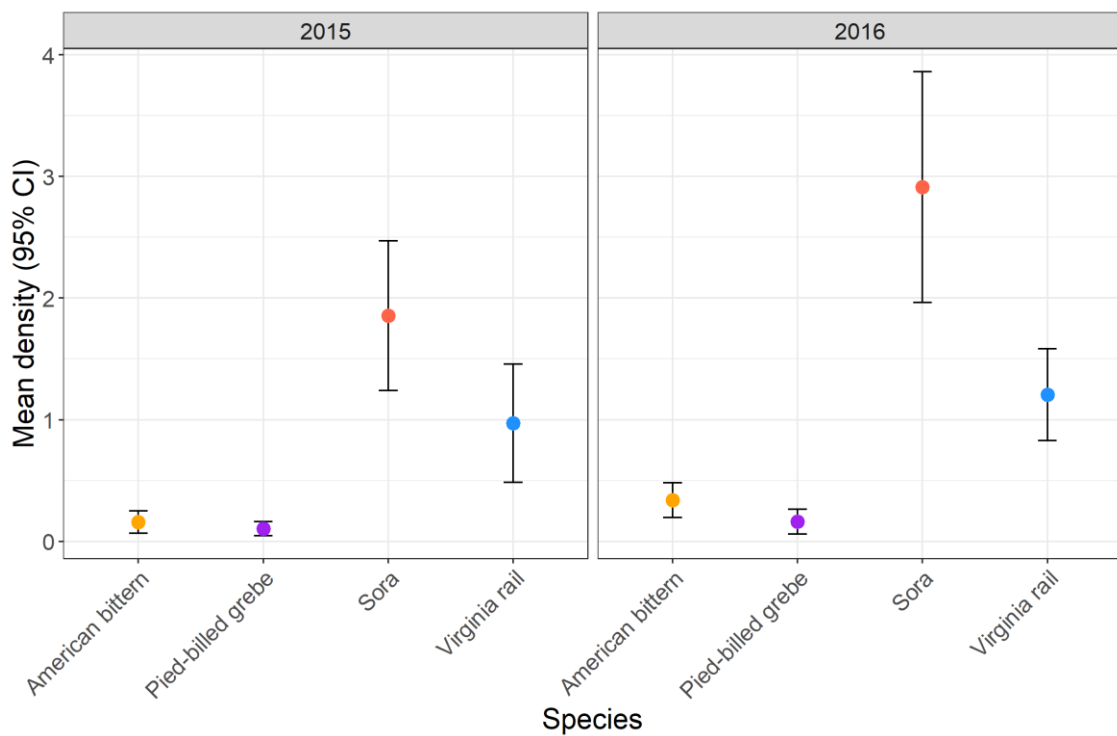 2015
2016
Mean density (95% CI)
4
3
2
1
0
American bittern
Pied-billed grebe
Sora
Virginia rail
American bittern
Pied-billed grebe
Sora
Virginia rail
Species